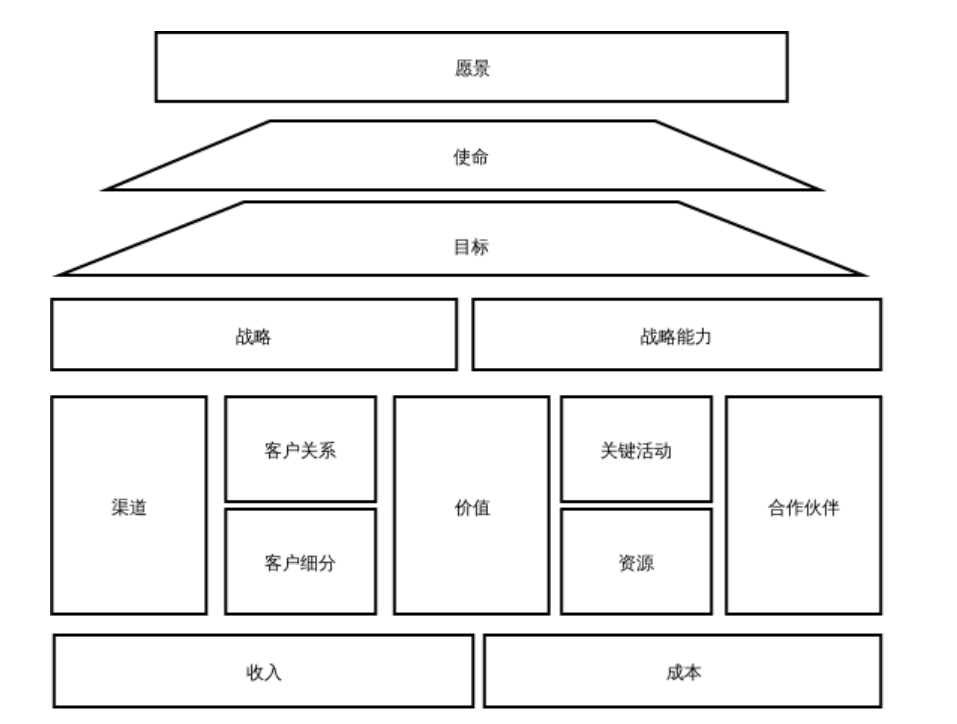 愿景
使命
目标
战略
战略能力
渠道
客户关系
客户细分
价值
关键活动
资源
合作伙伴
收入
成本